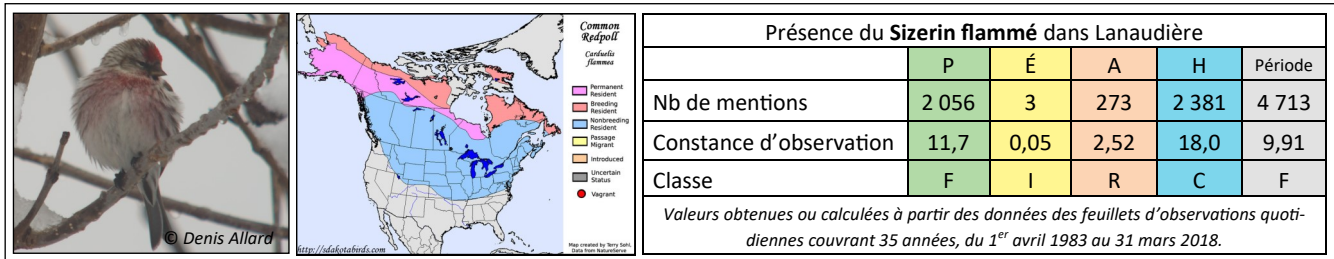 © Denis Allard
Common
Redpoll
Carduelis
flammea
Permanent
Resident
Breeding
Resident
Nonbreeding
Resident
Passage
Migrant
Introduced
Uncertain
Status
Vagrant
http://sdakotabirds.com
Map created by Terry Sohl,
Data from NatureServe
Présence du Sizerin flammé dans Lanaudière
P É A H Période
Nb de mentions 2 056 3 273 2 381 4 713
Constance d’observation 11,7 0,05 2,52 18,0 9,91
Classe F I R C F
Valeurs obtenues ou calculées à partir des données des feuillets d’observations quoti-
diennes couvrant 35 années, du 1er avril 1983 au 31 mars 2018.